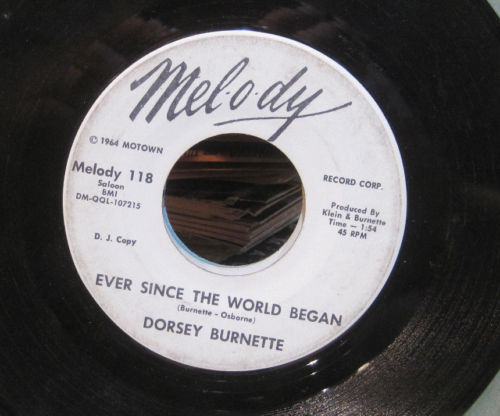 Mel·o·dy
© 1964 MOTOWN
Melody 118
Saloon
BMI
DM-QQL-107215
D. J. Copy
RECORD CORP.
Produced By
Klein & Burnette
Time — 1:54
45 RPM
EVER SINCE THE WORLD BEGAN
(Burnette - Osborne)
DORSEY BURNETTE